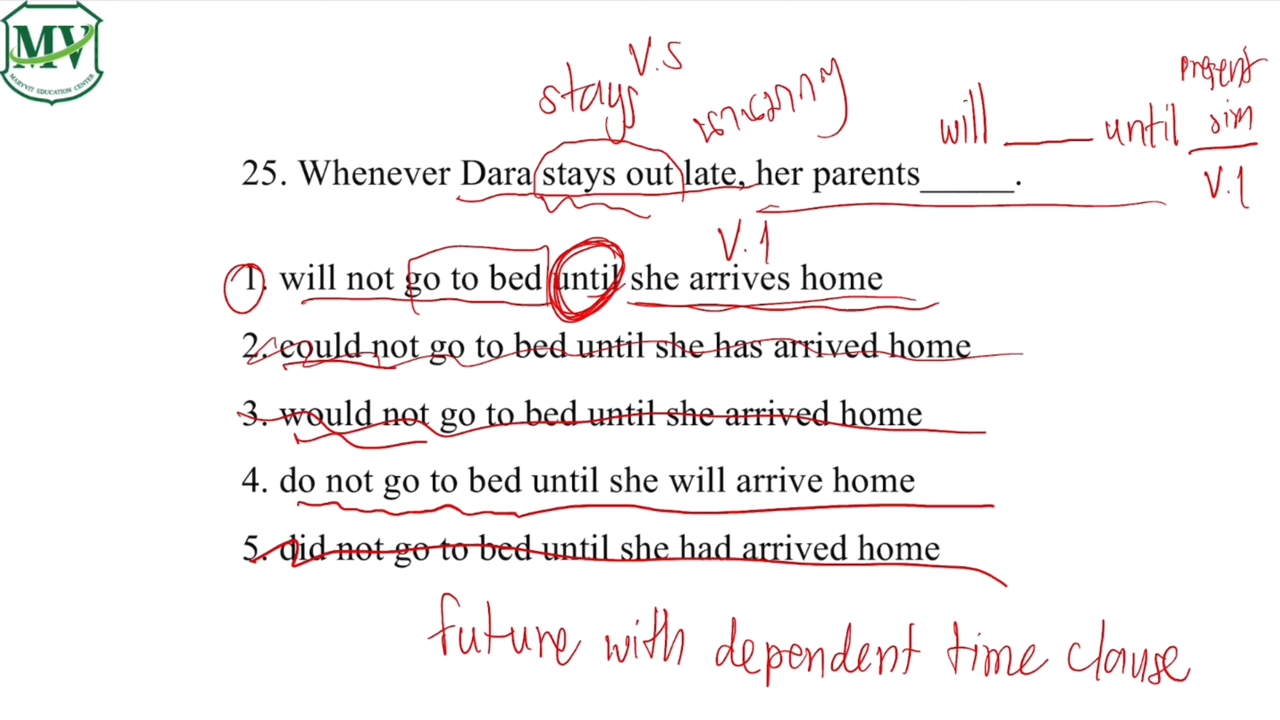 MV
MARYVIT EDUCATION CENTER
V.S
stays
will ____ until present sim
V.1
25. Whenever Dara stays out late, her parents______.
V.1
1. will not go to bed until she arrives home
2. could not go to bed until she has arrived home
3. would not go to bed until she arrived home
4. do not go to bed until she will arrive home
5. did not go to bed until she had arrived home
future with dependent time clause